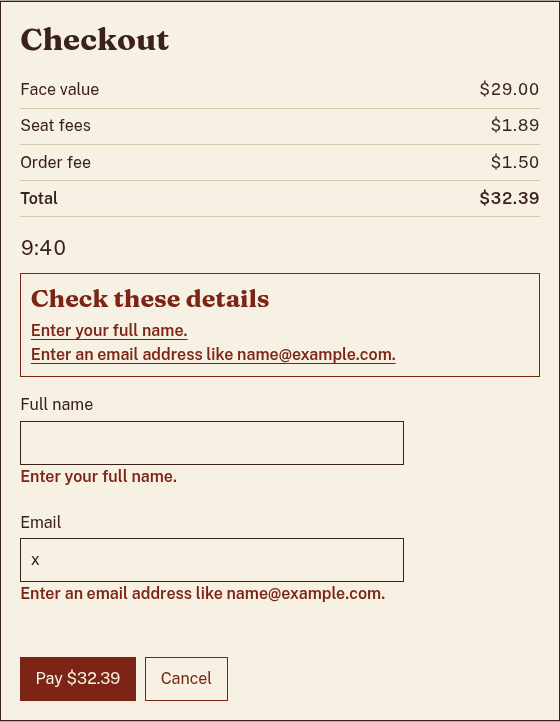 Checkout
Face value $29.00
Seat fees $1.89
Order fee $1.50
Total $32.39
9:40
Check these details
Enter your full name.
Enter an email address like name@example.com.
Full name
Enter your full name.
Email
x
Enter an email address like name@example.com.
Pay $32.39 Cancel